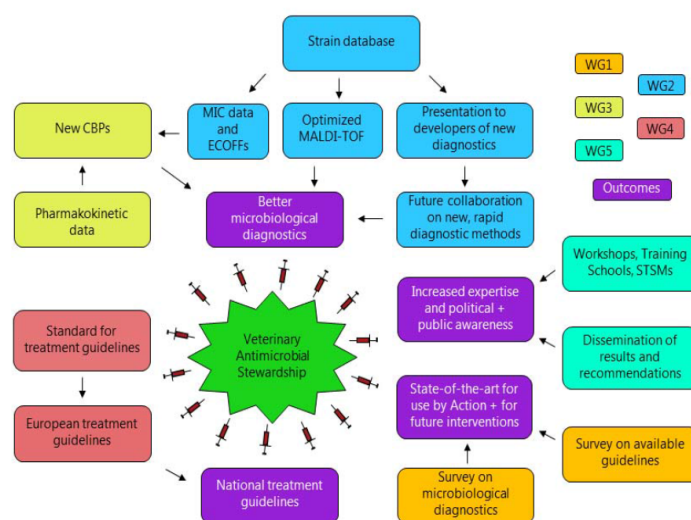 Strain database
WG1
WG2
WG3
WG4
WG5
Outcomes
New CBPs
MIC data
and
ECOFFs
Optimized
MALDI-TOF
Presentation to
developers of new
diagnostics
Pharmakokinetic
data
Better
microbiological
diagnostics
Future collaboration
on new, rapid
diagnostic methods
Workshops, Training
Schools, STSMs
Increased expertise
and political +
public awareness
Standard for
treatment guidelines
Veterinary
Antimicrobial
Stewardship
Dissemination of
results and
recommendations
State-of-the-art for
use by Action + for
future interventions
European treatment
guidelines
Survey on available
guidelines
National treatment
guidelines
Survey on
microbiological
diagnostics